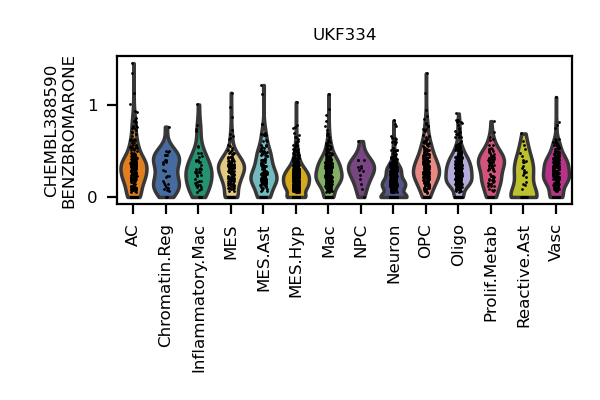 UKF334
CHEMBL388590
BENZBROMARONE
1
0
AC
Chromatin.Reg
Inflammatory.Mac
MES
MES.Ast
MES.Hyp
Mac
NPC
Neuron
OPC
Oligo
Prolif.Metab
Reactive.Ast
Vasc